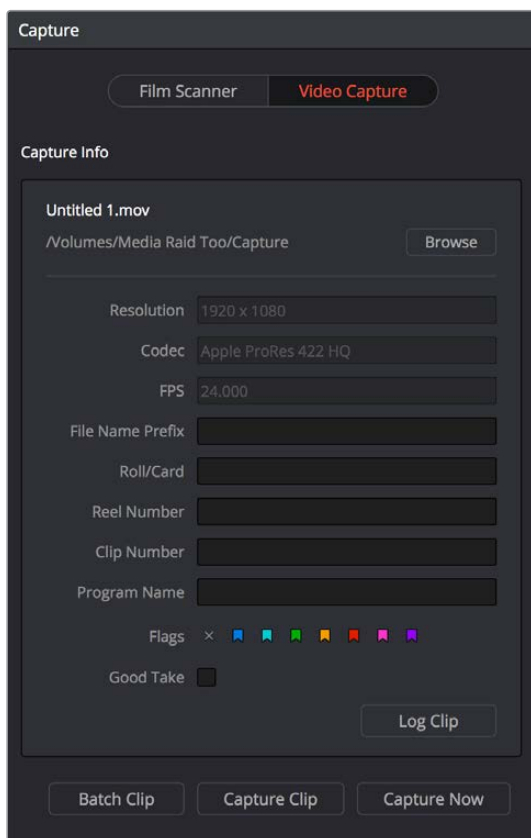 Capture
Film Scanner Video Capture
Capture Info
Untitled 1.mov
/Volumes/Media Raid Too/Capture Browse
Resolution 1920 x 1080
Codec Apple ProRes 422 HQ
FPS 24.000
File Name Prefix
Roll/Card
Reel Number
Clip Number
Program Name
Flags
Good Take
Log Clip
Batch Clip Capture Clip Capture Now